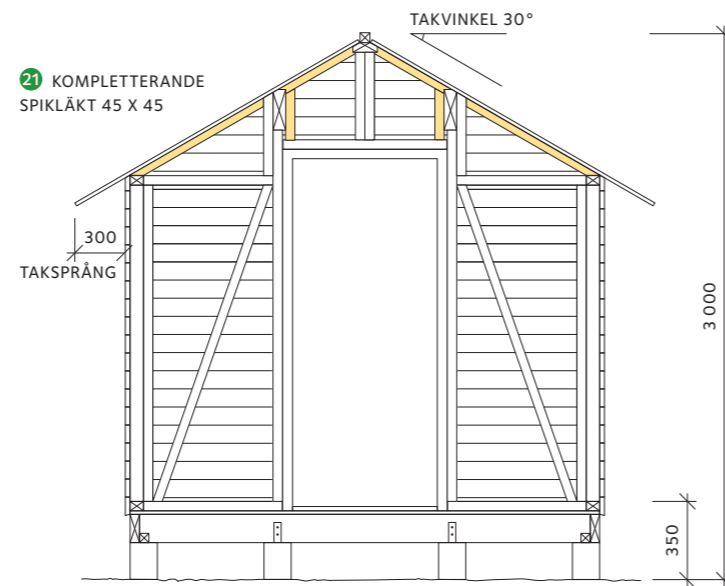 TAKVINKEL 30°
21 KOMPLETTERANDE
SPIKLÄKT 45 X 45
300
TAKSPRÅNG
3 000
350